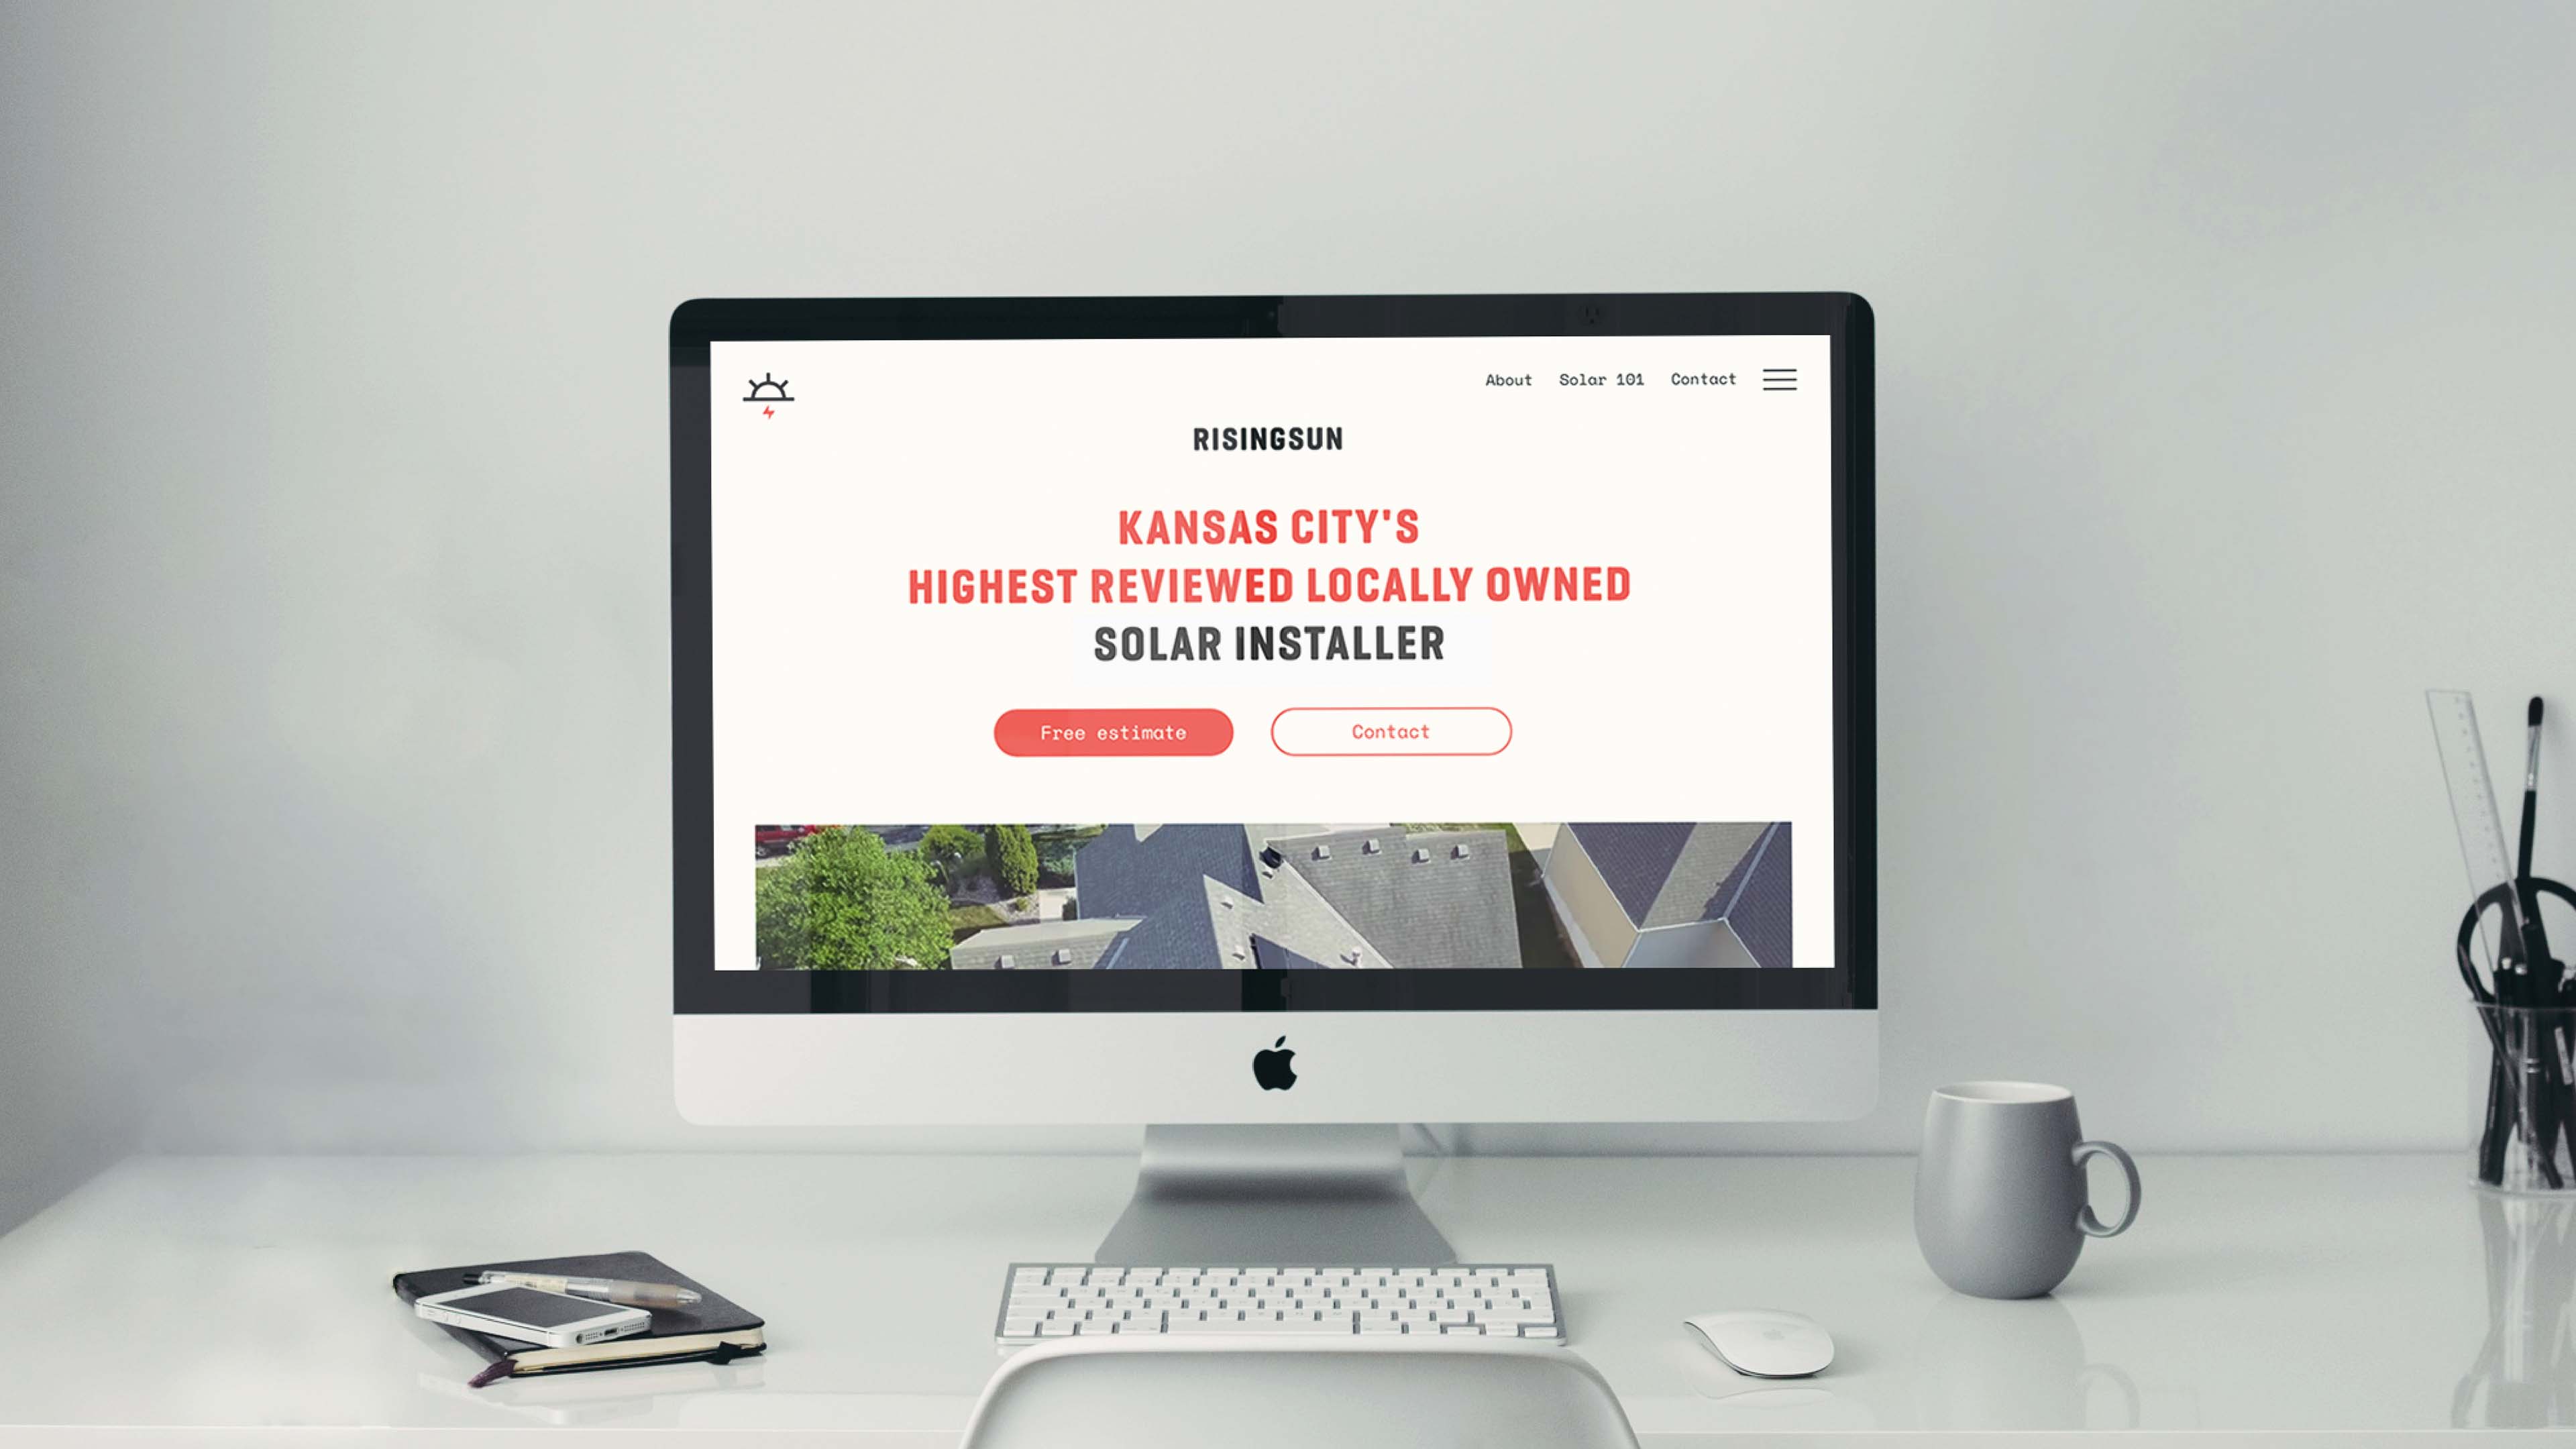 About Solar 101 Contact
RISINGSUN
KANSAS CITY'S
HIGHEST REVIEWED LOCALLY OWNED
SOLAR INSTALLER
Free estimate Contact